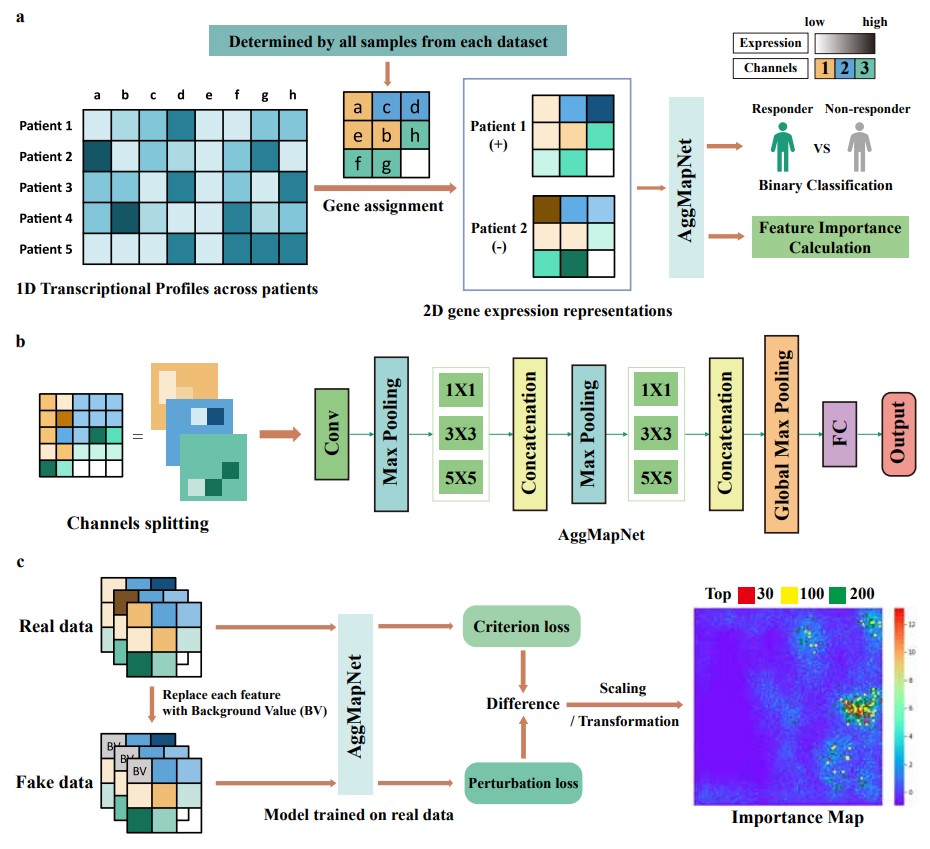 a
low high
Determined by all samples from each dataset
Expression
Channels 1 2 3
a b c d e f g h
a c d
e b h
f g
Patient 1
Patient 2
Patient 3
Patient 4
Patient 5
Gene assignment
1D Transcriptional Profiles across patients
Patient 1
(+)
Patient 2
(-)
2D gene expression representations
AggMapNet
Responder Non-responder
VS
Binary Classification
Feature Importance
Calculation
b
=
Channels splitting
Conv
Max Pooling
1X1
3X3
5X5
Concatenation
Max Pooling
1X1
3X3
5X5
Concatenation
Global Max Pooling
FC
Output
AggMapNet
c
Real data
Replace each feature
with Background Value (BV)
Fake data
BV
BV
BV
AggMapNet
Model trained on real data
Criterion loss
Difference
Perturbation loss
Scaling
/ Transformation
Top 30 100 200
12
10
8
6
4
2
0
Importance Map